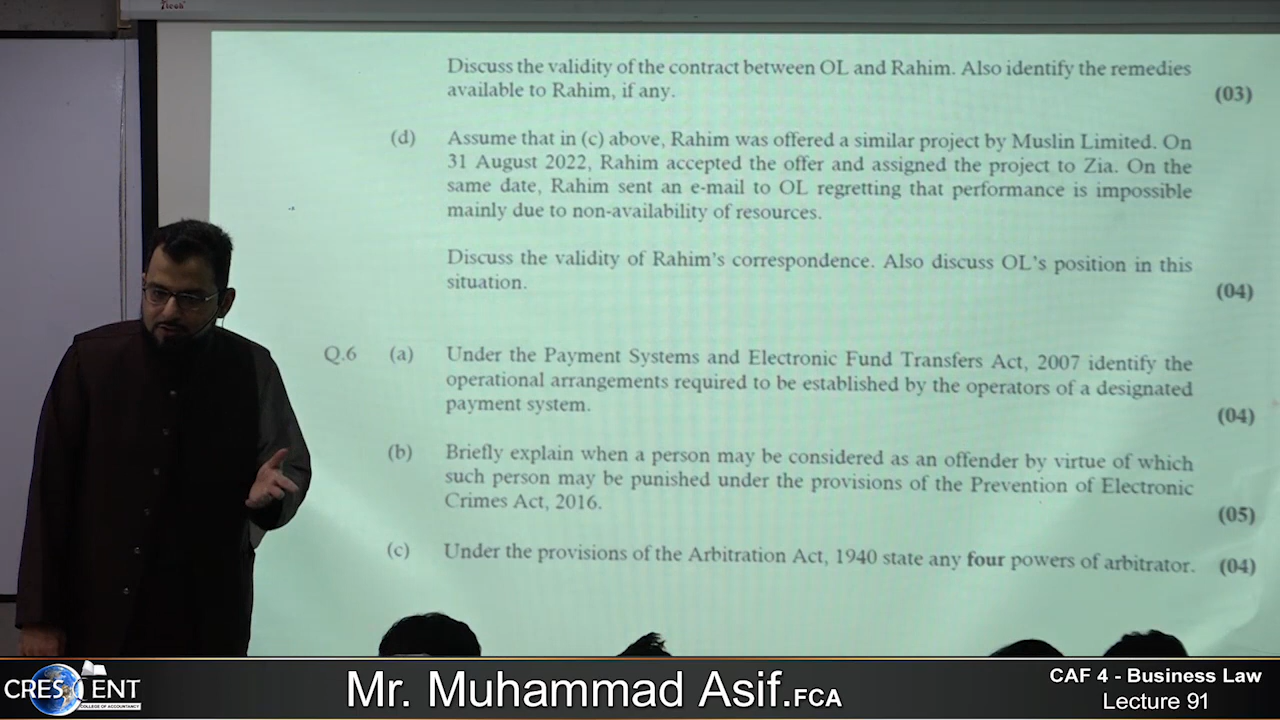 Discuss the validity of the contract between OL and Rahim. Also identify the remedies
available to Rahim, if any. (03)
(d) Assume that in (c) above, Rahim was offered a similar project by Muslin Limited. On
31 August 2022, Rahim accepted the offer and assigned the project to Zia. On the
same date, Rahim sent an e-mail to OL regretting that performance is impossible
mainly due to non-availability of resources.
Discuss the validity of Rahim's correspondence. Also discuss OL's position in this
situation. (04)
Q.6 (a) Under the Payment Systems and Electronic Fund Transfers Act, 2007 identify the
operational arrangements required to be established by the operators of a designated
payment system. (04)
(b) Briefly explain when a person may be considered as an offender by virtue of which
such person may be punished under the provisions of the Prevention of Electronic
Crimes Act, 2016. (05)
(c) Under the provisions of the Arbitration Act, 1940 state any four powers of arbitrator. (04)
CRESCENT
COLLEGE OF ACCOUNTANCY
Mr. Muhammad Asif.FCA
CAF 4 - Business Law
Lecture 91